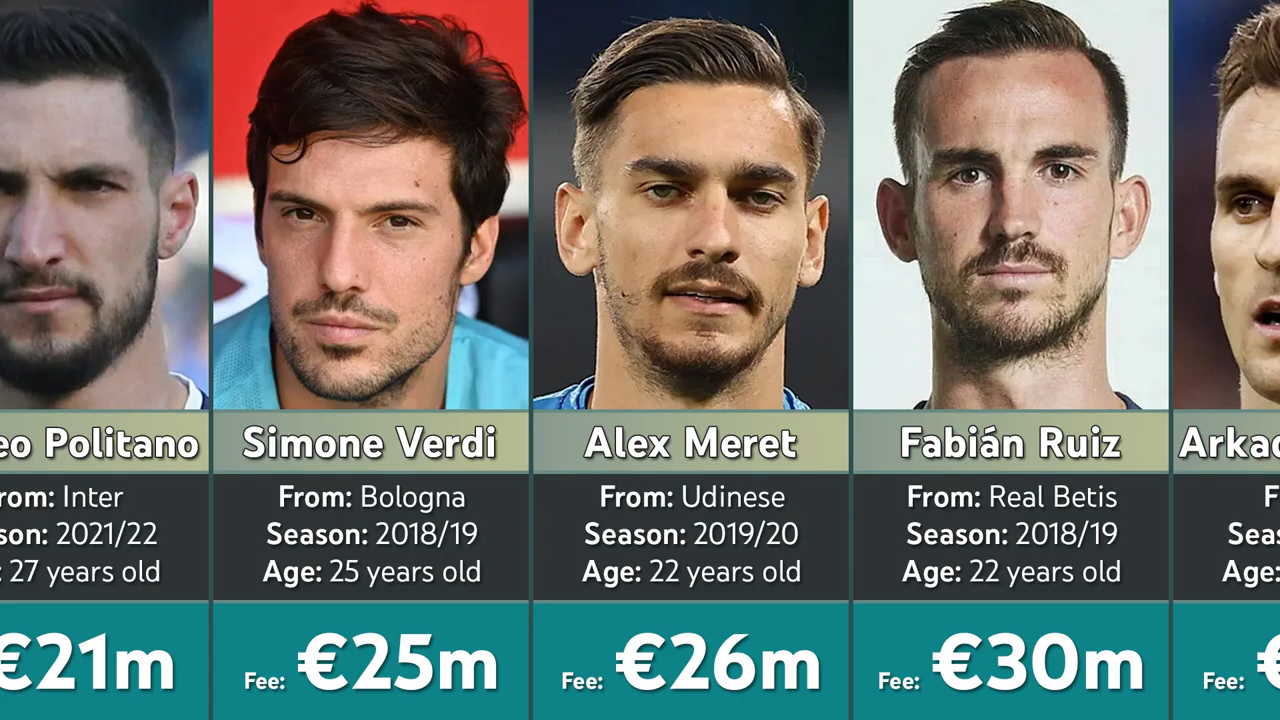 eo Politano
rom: Inter
son: 2021/22
: 27 years old
€21m
Simone Verdi
From: Bologna
Season: 2018/19
Age: 25 years old
Fee: €25m
Alex Meret
From: Udinese
Season: 2019/20
Age: 22 years old
Fee: €26m
Fabián Ruiz
From: Real Betis
Season: 2018/19
Age: 22 years old
Fee: €30m
Arkad
F
Seas
Age:
Fee: €